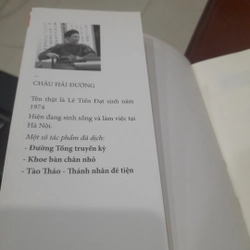 CHÂU HẢI ĐƯỜNG
Tên thật là Lê Tiến Đạt sinh năm
1974
Hiện đang sinh sống và làm việc tại
Hà Nội.
Một số tác phẩm đã dịch:
- Đường Tống truyền kỳ
- Khoe bàn chân nhỏ
- Tào Tháo - Thánh nhân đê tiện